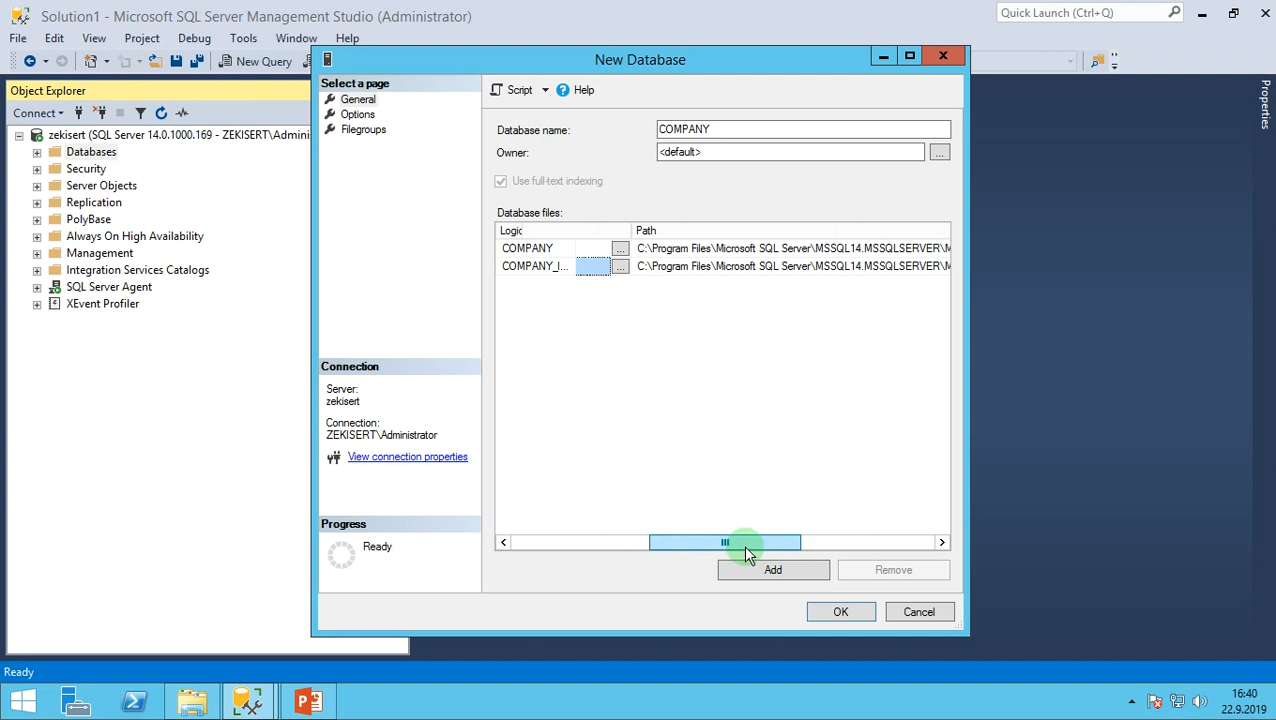 Solution1 - Microsoft SQL Server Management Studio (Administrator)
Quick Launch (Ctrl+Q)
File Edit View Project Debug Tools Window Help
New Query
New Database
Object Explorer
Connect
zekisert (SQL Server 14.0.1000.169 - ZEKISERT\Admini
Databases
Security
Server Objects
Replication
PolyBase
Always On High Availability
Management
Integration Services Catalogs
SQL Server Agent
XEvent Profiler
Select a page
General
Options
Filegroups
Connection
Server:
zekisert
Connection:
ZEKISERT\Administrator
View connection properties
Progress
Ready
Script Help
Database name: COMPANY
Owner: <default> ...
Use full-text indexing
Database files:
Logic Path
COMPANY ... C:\Program Files\Microsoft SQL Server\MSSQL14.MSSQLSERVER\M
COMPANY_l... ... C:\Program Files\Microsoft SQL Server\MSSQL14.MSSQLSERVER\M
Add Remove
OK Cancel
Properties
Ready
16:40
22.9.2019